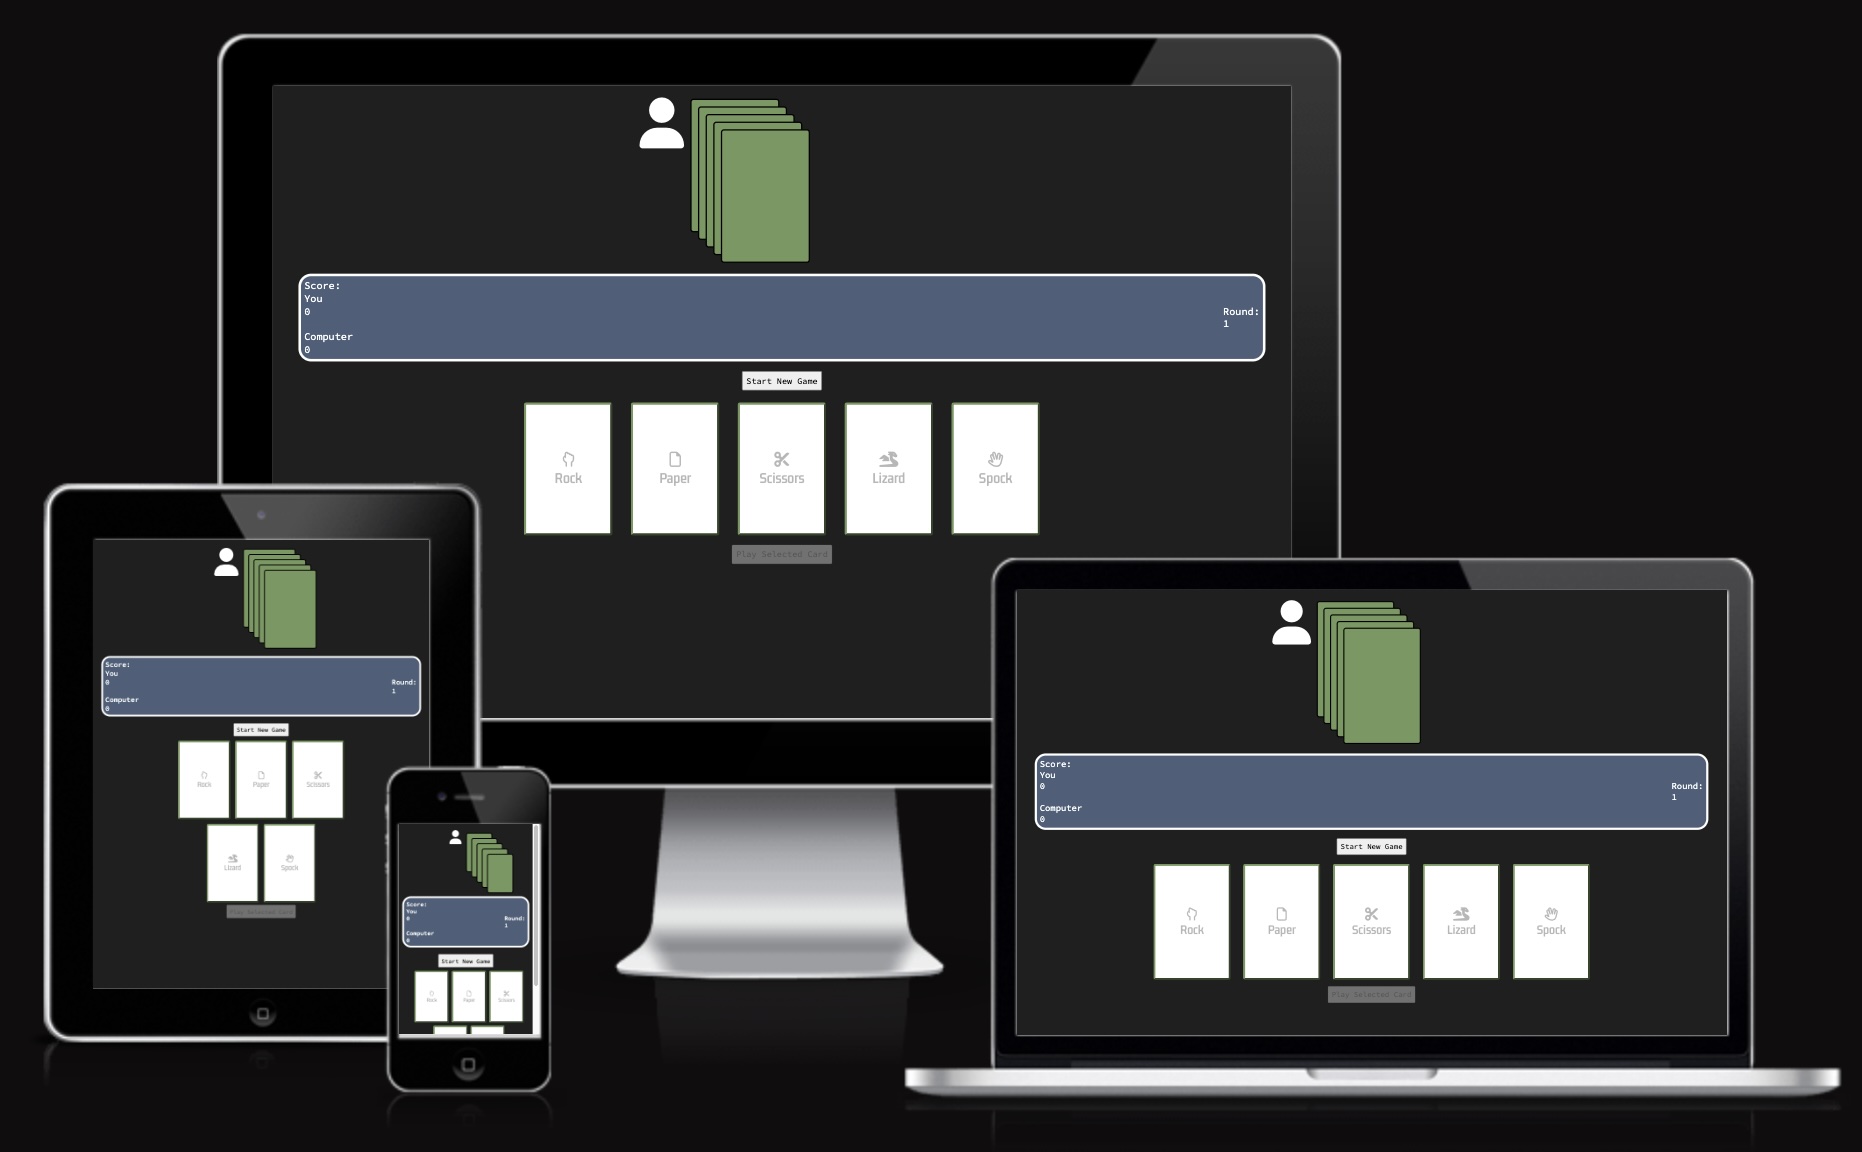 Score:
You
0
Round:
1
Computer
0
Start New Game
Rock
Paper
Scissors
Lizard
Spock
Play Selected Card
Score:
You
0
Round:
1
Computer
0
Start New Game
Rock
Paper
Scissors
Lizard
Spock
Play Selected Card
Score:
You
0
Round:
1
Computer
0
Start New Game
Rock
Paper
Scissors
Score:
You
0
Round:
1
Computer
0
Start New Game
Rock
Paper
Scissors
Lizard
Spock
Play Selected Card